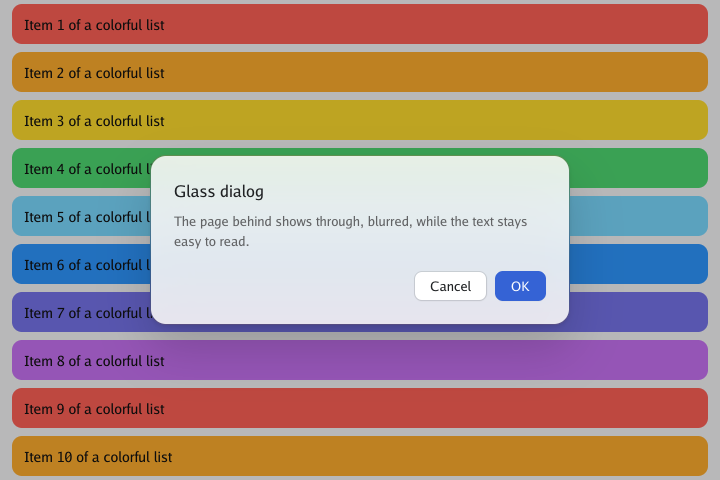 Item 1 of a colorful list
Item 2 of a colorful list
Item 3 of a colorful list
Item 4 of a colorful
Item 5 of a colorful
Item 6 of a colorful
Item 7 of a colorful
Glass dialog
The page behind shows through, blurred, while the text stays
easy to read.
Cancel
OK
Item 8 of a colorful list
Item 9 of a colorful list
Item 10 of a colorful list